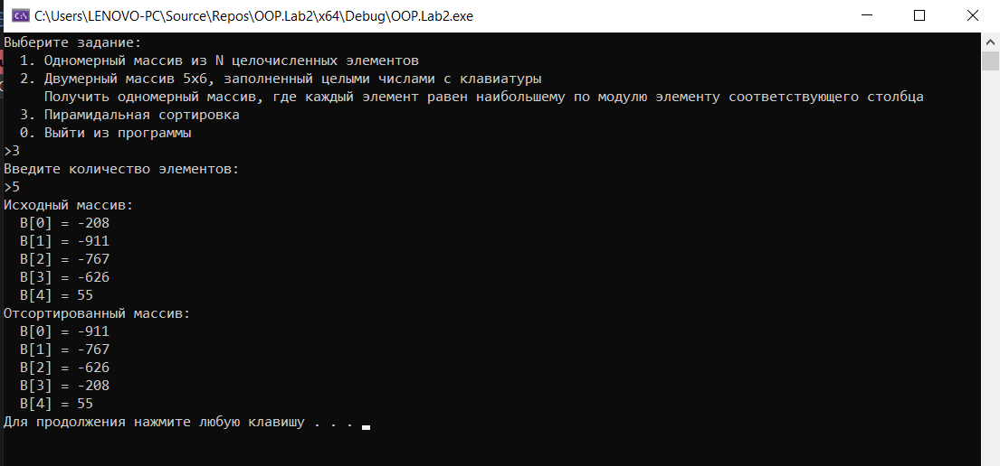 C:\Users\LENOVO-PC\Source\Repos\OOP.Lab2\x64\Debug\OOP.Lab2.exe
Выберите задание:
  1. Одномерный массив из N целочисленных элементов
  2. Двумерный массив 5x6, заполненный целыми числами с клавиатуры
     Получить одномерный массив, где каждый элемент равен наибольшему по модулю элементу соответствующего столбца
  3. Пирамидальная сортировка
  0. Выйти из программы
>3
Введите количество элементов:
>5
Исходный массив:
  B[0] = -208
  B[1] = -911
  B[2] = -767
  B[3] = -626
  B[4] = 55
Отсортированный массив:
  B[0] = -911
  B[1] = -767
  B[2] = -626
  B[3] = -208
  B[4] = 55
Для продолжения нажмите любую клавишу . . .